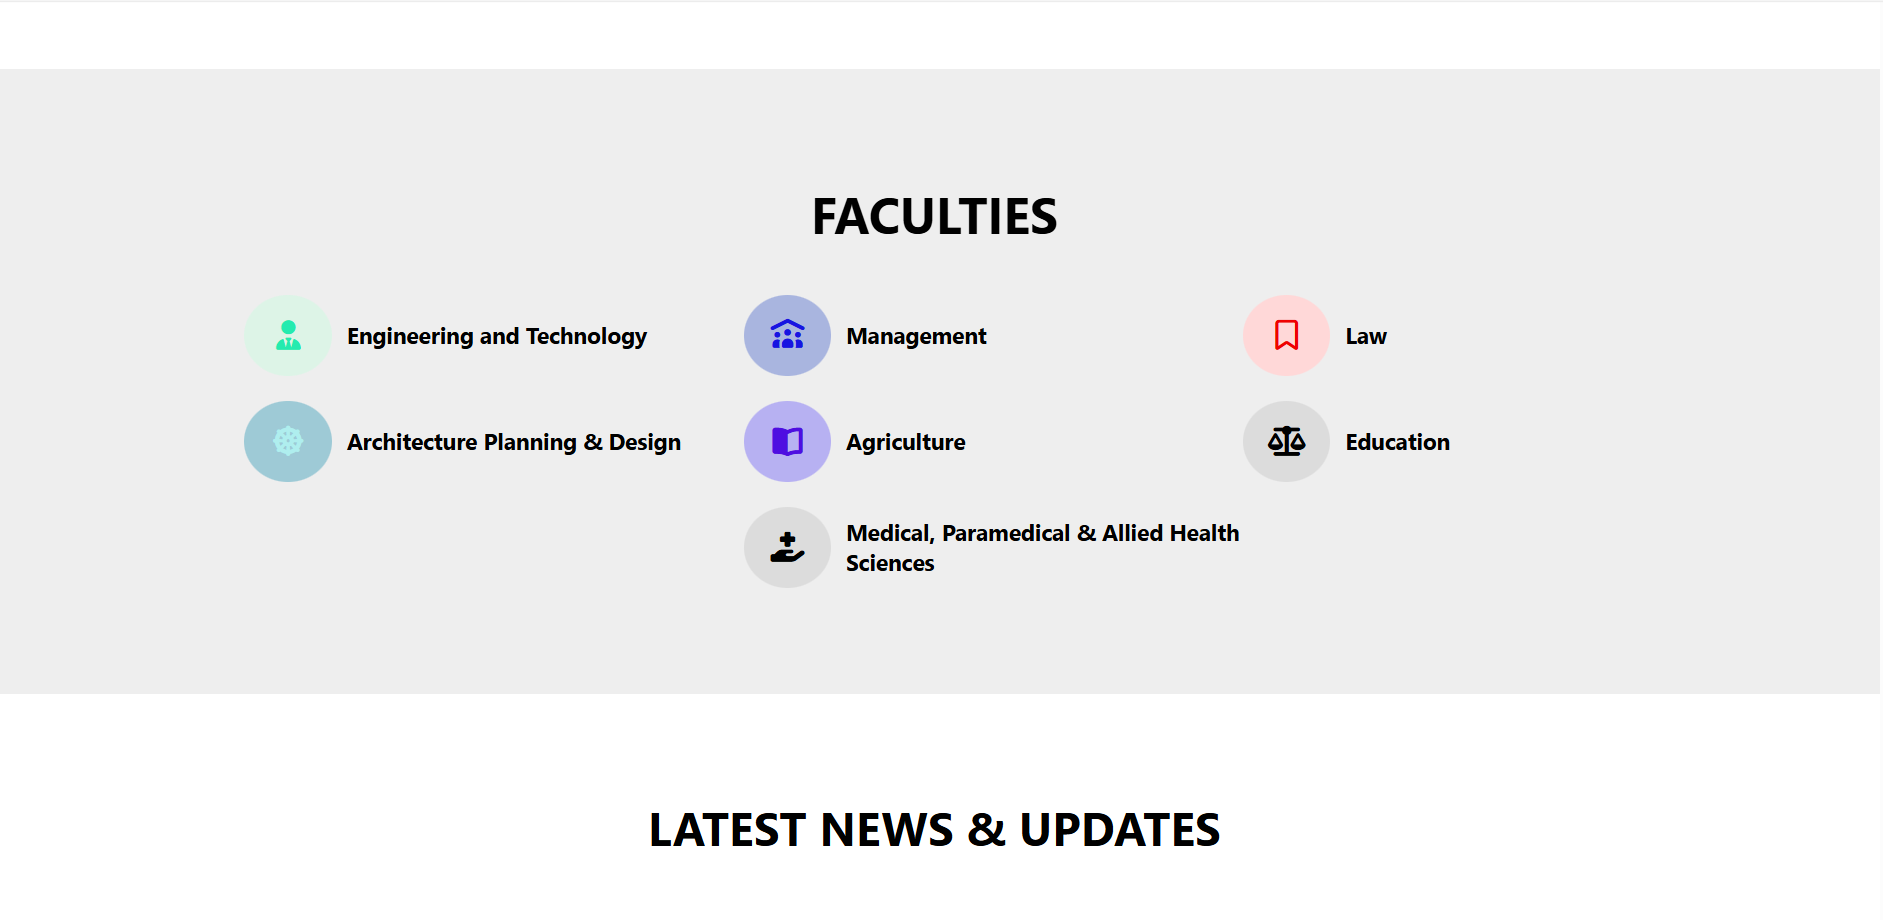 FACULTIES
Engineering and Technology
Management
Law
Architecture Planning & Design
Agriculture
Education
Medical, Paramedical & Allied Health
Sciences
LATEST NEWS & UPDATES